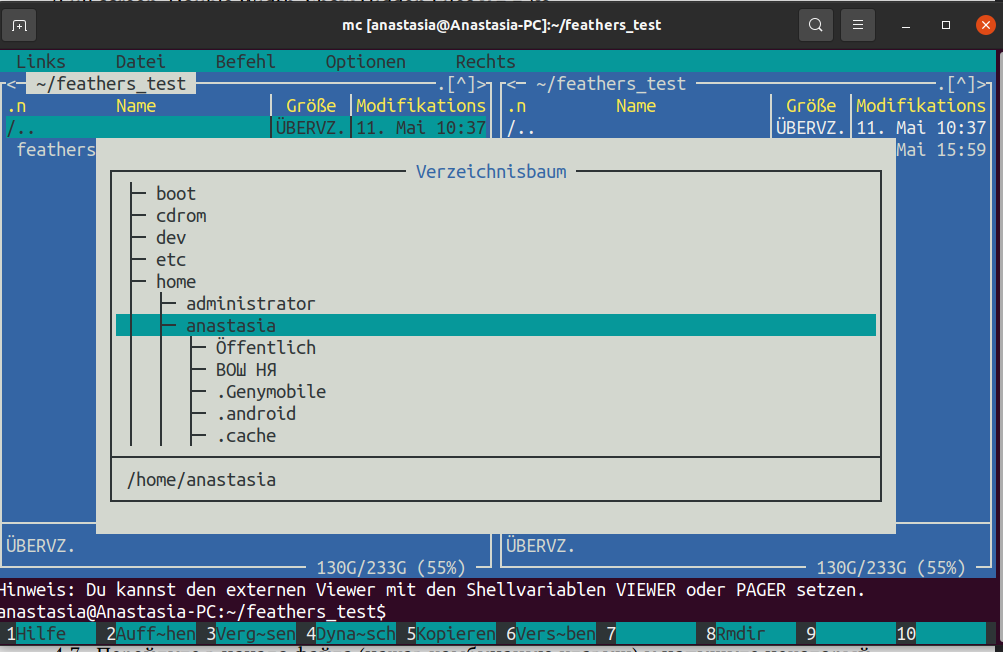 mc [anastasia@Anastasia-PC]:~/feathers_test
Links Datei Befehl Optionen Rechts
<- ~/feathers_test .[^]> <- ~/feathers_test .[^]>
.n Name Größe Modifikations .n Name Größe Modifikations
/.. ÜBERVZ. 11. Mai 10:37 /.. ÜBERVZ. 11. Mai 10:37
feathers Mai 15:59
Verzeichnisbaum
boot
cdrom
dev
etc
home
administrator
anastasia
Öffentlich
ВОШ НЯ
.Genymobile
.android
.cache
/home/anastasia
ÜBERVZ. ÜBERVZ.
130G/233G (55%) 130G/233G (55%)
Hinweis: Du kannst den externen Viewer mit den Shellvariablen VIEWER oder PAGER setzen.
anastasia@Anastasia-PC:~/feathers_test$
1Hilfe 2Auff~hen 3Verg~sen 4Dyna~sch 5Kopieren 6Vers~ben 7 8Rmdir 9 10